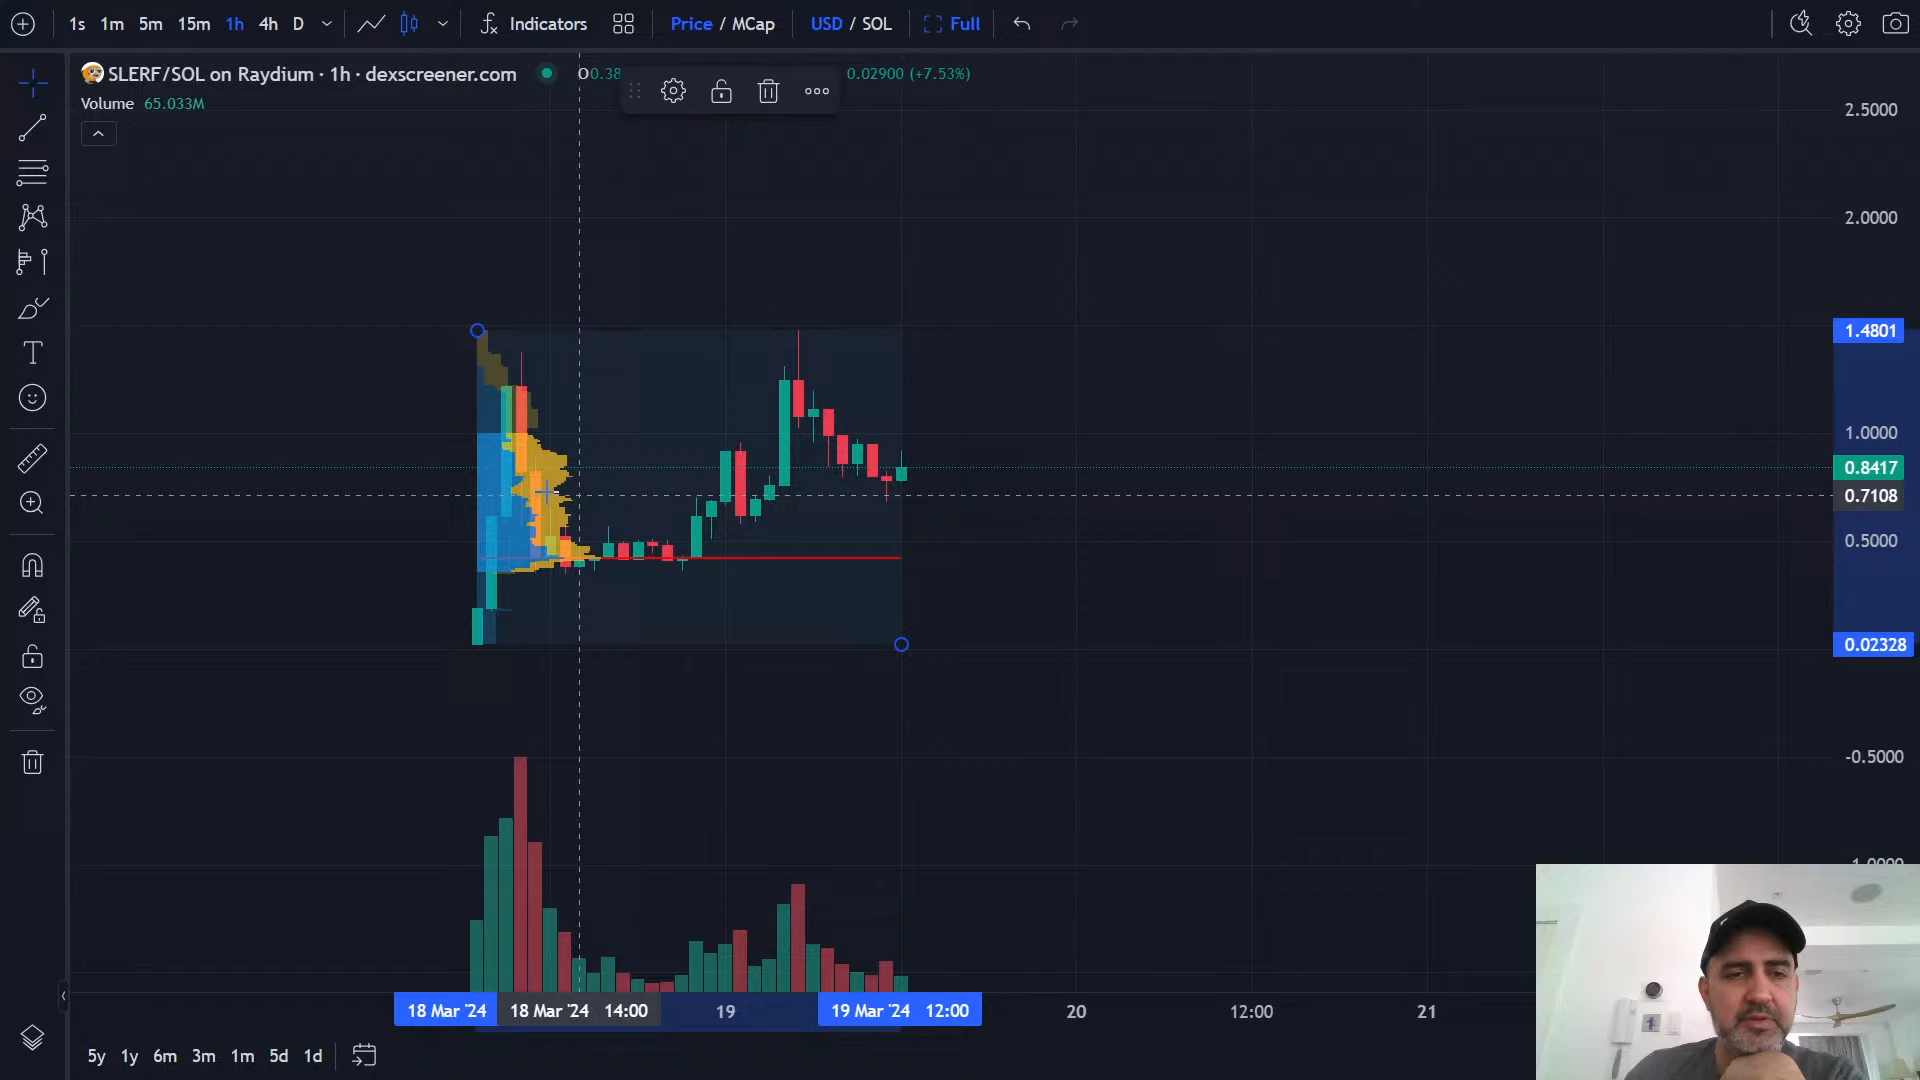 1s 1m 5m 15m 1h 4h D Indicators Price / MCap USD / SOL Full
SLERF/SOL on Raydium · 1h · dexscreener.com O0.38 0.02900 (+7.53%)
Volume 65.033M
2.5000
2.0000
1.4801
1.0000
0.8417
0.7108
0.5000
0.02328
-0.5000
18 Mar '24 18 Mar '24 14:00 19 19 Mar '24 12:00 20 12:00 21
5y 1y 6m 3m 1m 5d 1d